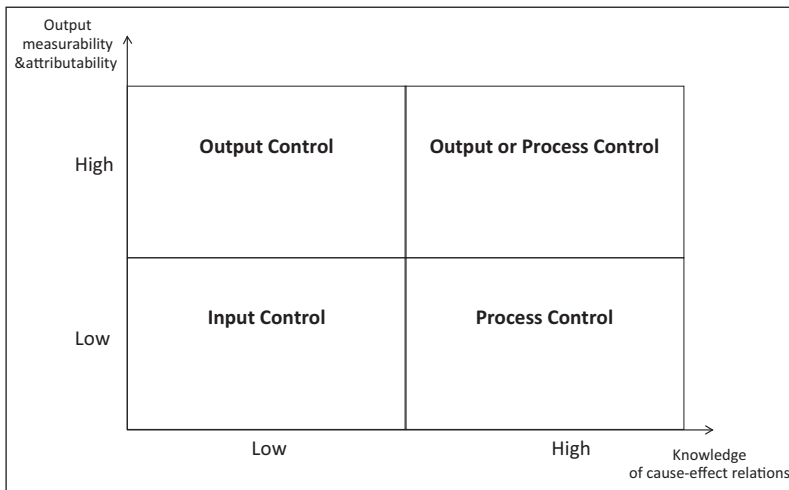 Output
measurability
&attributability
Output Control
Output or Process Control
High
Input Control
Process Control
Low
Low
High
Knowledge
of cause-effect relations